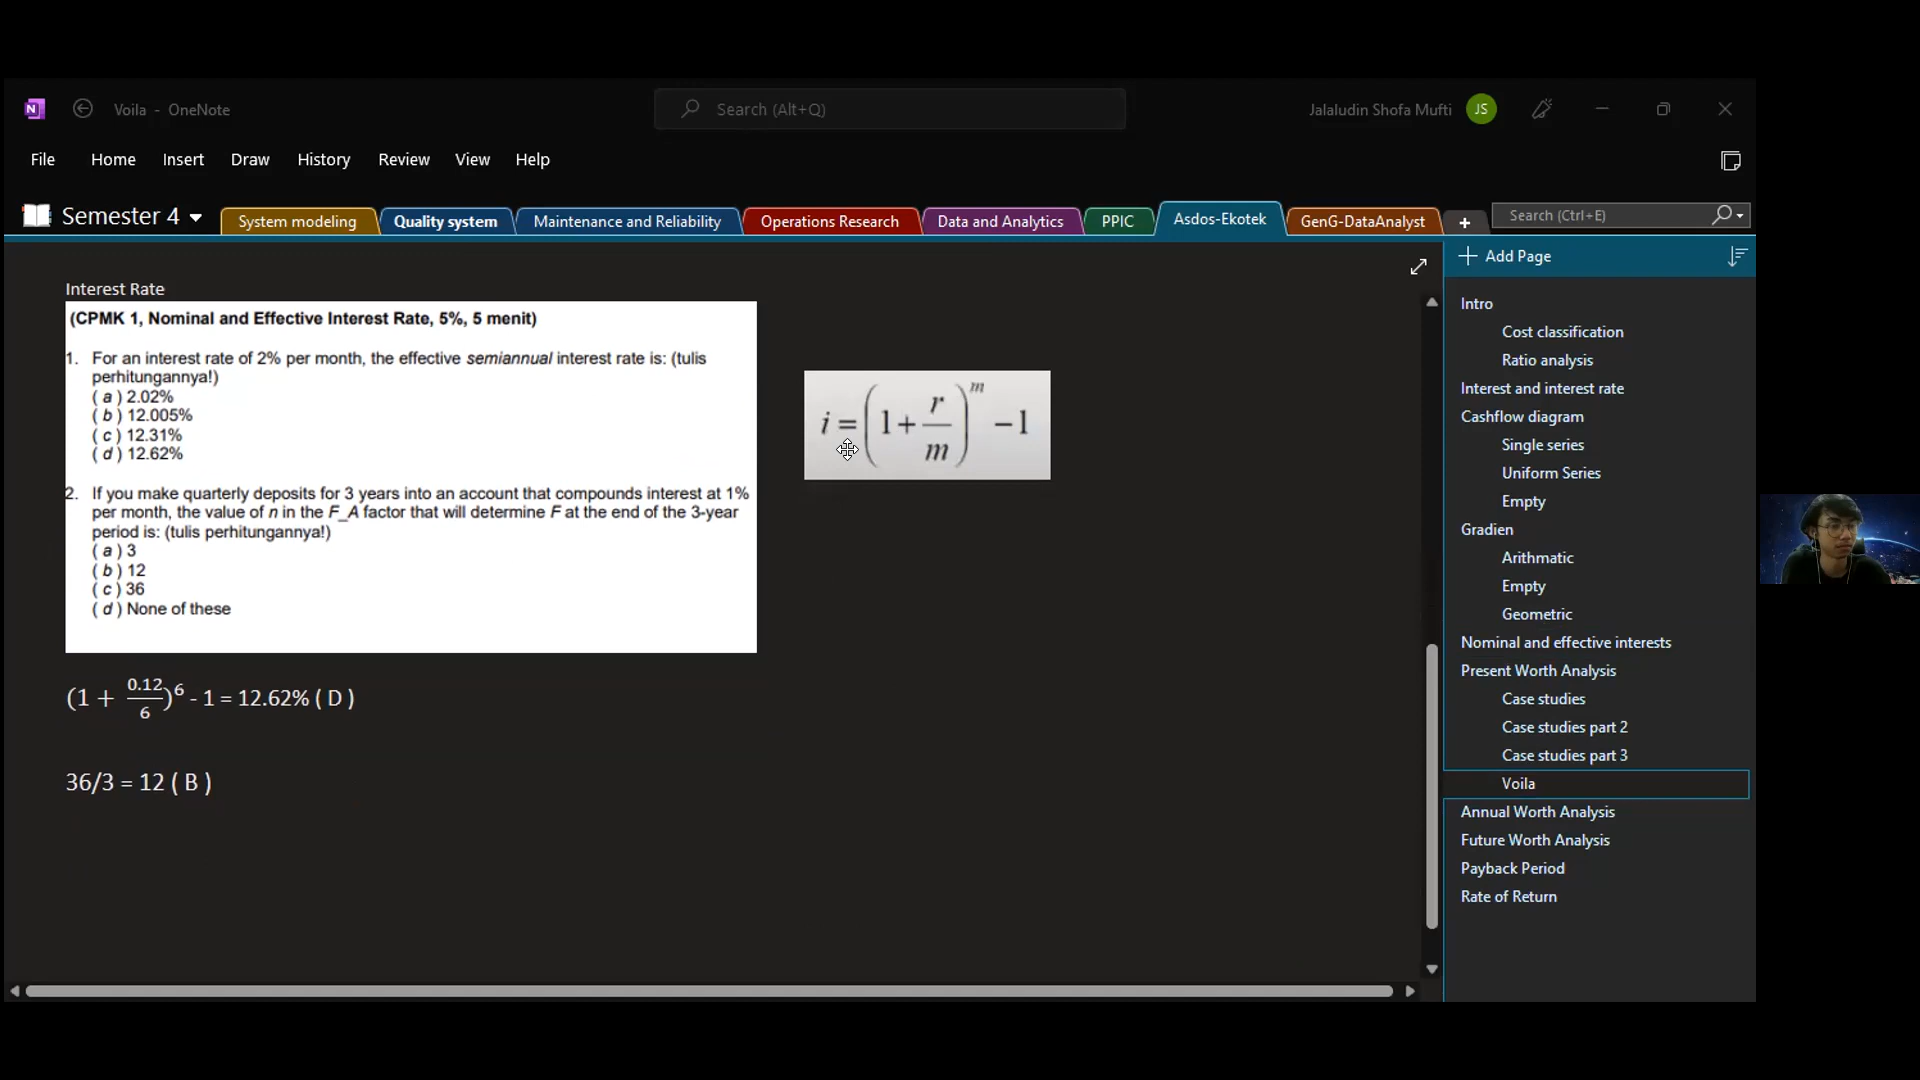 Voila - OneNote
Search (Alt+Q)
Jalaludin Shofa Mufti
JS
File Home Insert Draw History Review View Help
Semester 4
System modeling
Quality system
Maintenance and Reliability
Operations Research
Data and Analytics
PPIC
Asdos-Ekotek
GenG-DataAnalyst
+
Search (Ctrl+E)
Interest Rate
(CPMK 1, Nominal and Effective Interest Rate, 5%, 5 menit)
1. For an interest rate of 2% per month, the effective semiannual interest rate is: (tulis
perhitungannya!)
( a ) 2.02%
( b ) 12.005%
( c ) 12.31%
( d ) 12.62%
2. If you make quarterly deposits for 3 years into an account that compounds interest at 1%
per month, the value of n in the F_A factor that will determine F at the end of the 3-year
period is: (tulis perhitungannya!)
( a ) 3
( b ) 12
( c ) 36
( d ) None of these
i = (1 + r/m)^m - 1
(1 + 0.12/6)^6 - 1 = 12.62% ( D )
36/3 = 12 ( B )
Add Page
Intro
Cost classification
Ratio analysis
Interest and interest rate
Cashflow diagram
Single series
Uniform Series
Empty
Gradien
Arithmatic
Empty
Geometric
Nominal and effective interests
Present Worth Analysis
Case studies
Case studies part 2
Case studies part 3
Voila
Annual Worth Analysis
Future Worth Analysis
Payback Period
Rate of Return